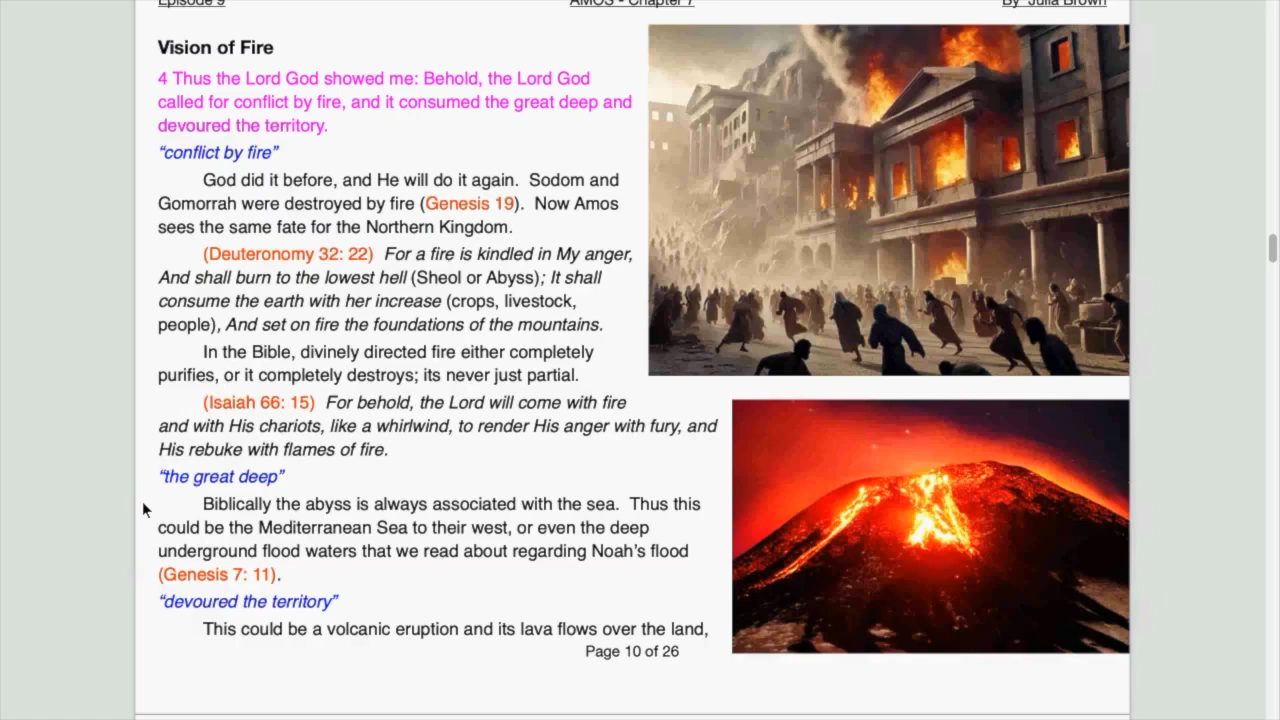 Episode 9 AMOS - Chapter 7 By Julia Brown
Vision of Fire
4 Thus the Lord God showed me: Behold, the Lord God
called for conflict by fire, and it consumed the great deep and
devoured the territory.
“conflict by fire”
God did it before, and He will do it again. Sodom and
Gomorrah were destroyed by fire (Genesis 19). Now Amos
sees the same fate for the Northern Kingdom.
(Deuteronomy 32: 22) For a fire is kindled in My anger,
And shall burn to the lowest hell (Sheol or Abyss); It shall
consume the earth with her increase (crops, livestock,
people), And set on fire the foundations of the mountains.
In the Bible, divinely directed fire either completely
purifies, or it completely destroys; its never just partial.
(Isaiah 66: 15) For behold, the Lord will come with fire
and with His chariots, like a whirlwind, to render His anger with fury, and
His rebuke with flames of fire.
“the great deep”
Biblically the abyss is always associated with the sea. Thus this
could be the Mediterranean Sea to their west, or even the deep
underground flood waters that we read about regarding Noah’s flood
(Genesis 7: 11).
“devoured the territory”
This could be a volcanic eruption and its lava flows over the land,
Page 10 of 26